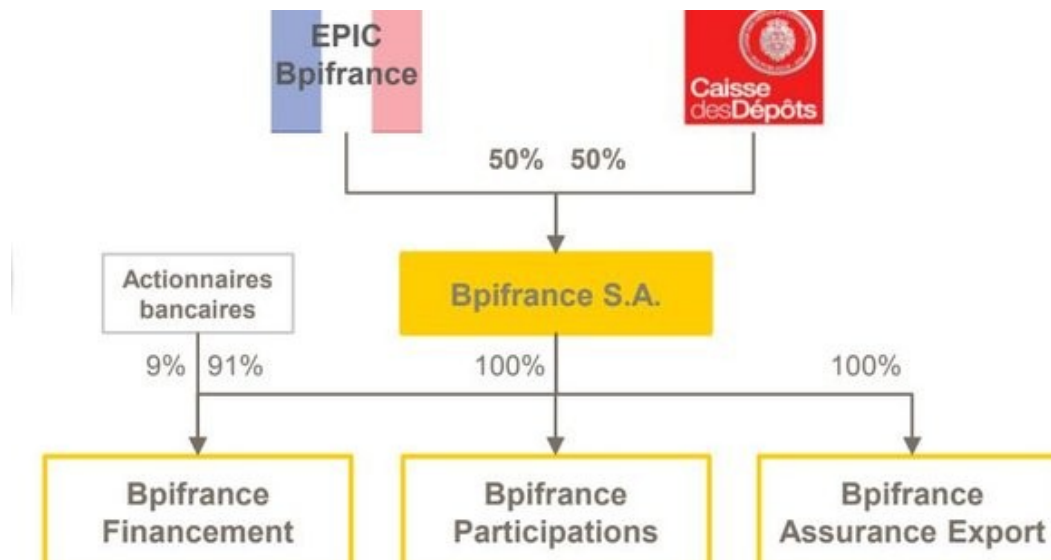 EPIC
Bpifrance
Caisse
desDépôts
50% 50%
Actionnaires
bancaires
Bpifrance S.A.
9% 91%
100%
100%
Bpifrance
Financement
Bpifrance
Participations
Bpifrance
Assurance Export